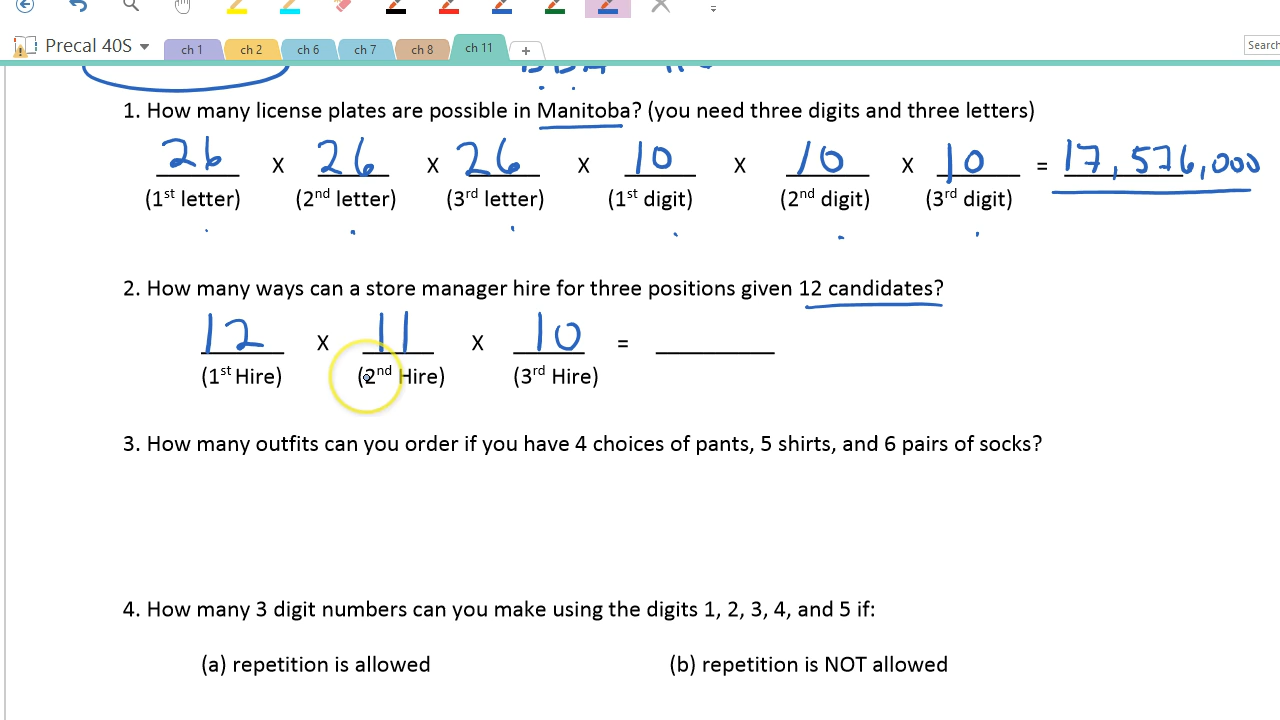 Precal 40S ch 1 ch 2 ch 6 ch 7 ch 8 ch 11 + Search
1. How many license plates are possible in Manitoba? (you need three digits and three letters)
26 X 26 X 26 X 10 X 10 X 10 = 17,576,000
(1st letter) (2nd letter) (3rd letter) (1st digit) (2nd digit) (3rd digit)
2. How many ways can a store manager hire for three positions given 12 candidates?
12 X 11 X 10 = ___________
(1st Hire) (2nd Hire) (3rd Hire)
3. How many outfits can you order if you have 4 choices of pants, 5 shirts, and 6 pairs of socks?
4. How many 3 digit numbers can you make using the digits 1, 2, 3, 4, and 5 if:
(a) repetition is allowed (b) repetition is NOT allowed